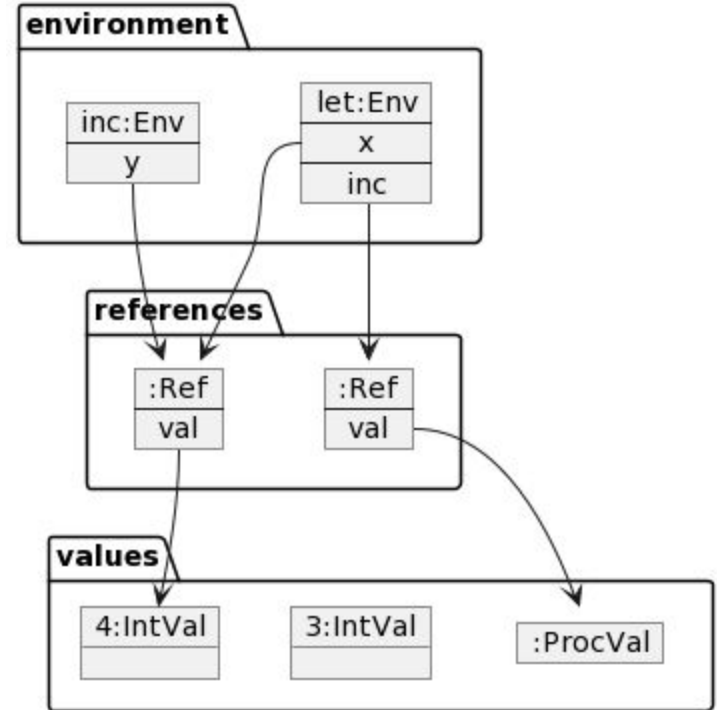 environment
inc:Env
y
let:Env
x
inc
references
:Ref
val
:Ref
val
values
4:IntVal
3:IntVal
:ProcVal